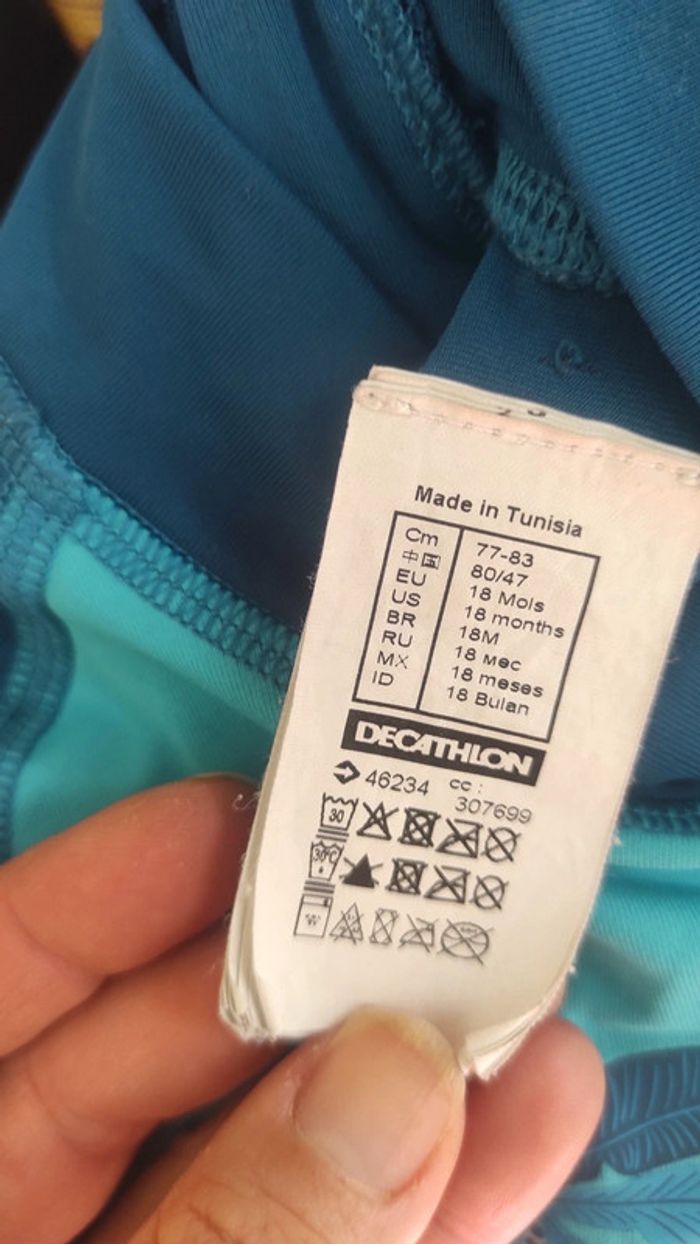 Made in Tunisia
Cm 77-83
中国 80/47
EU 18 Mois
US 18 months
BR 18M
RU 18 мес
MX 18 meses
ID 18 Bulan
DECATHLON
46234 cc :
307699
30
30°C